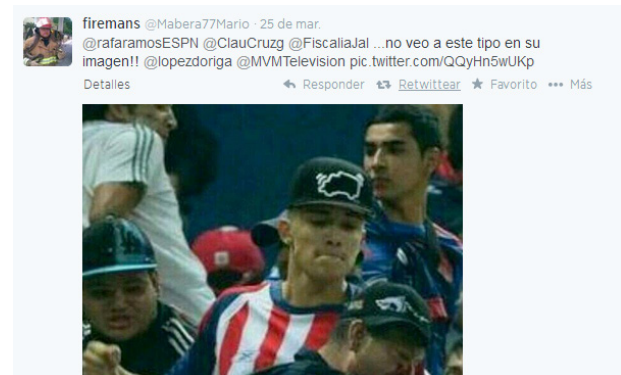 firemans @Mabera77Mario · 25 de mar.
@rafaramosESPN @ClauCruzg @FiscaliaJal ...no veo a este tipo en su
imagen!! @lopezdoriga @MVMTelevision pic.twitter.com/QQyHn5wUKp
Detalles Responder Retwittear Favorito Más